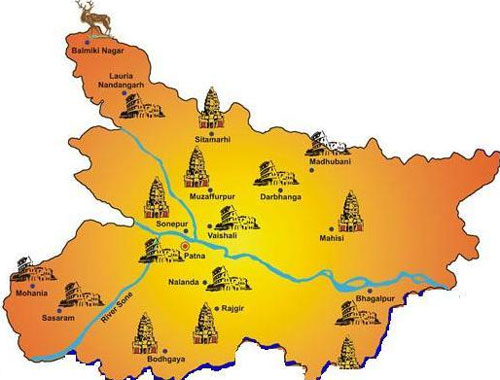 Balmiki Nagar
Lauria
Nandangarh
Sitamarhi
Madhubani
Muzaffurpur
Darbhanga
Sonepur
Vaishali
Mahisi
Patna
Mohania
Nalanda
Bhagalpur
Sasaram
River Sone
Rajgir
Bodhgaya